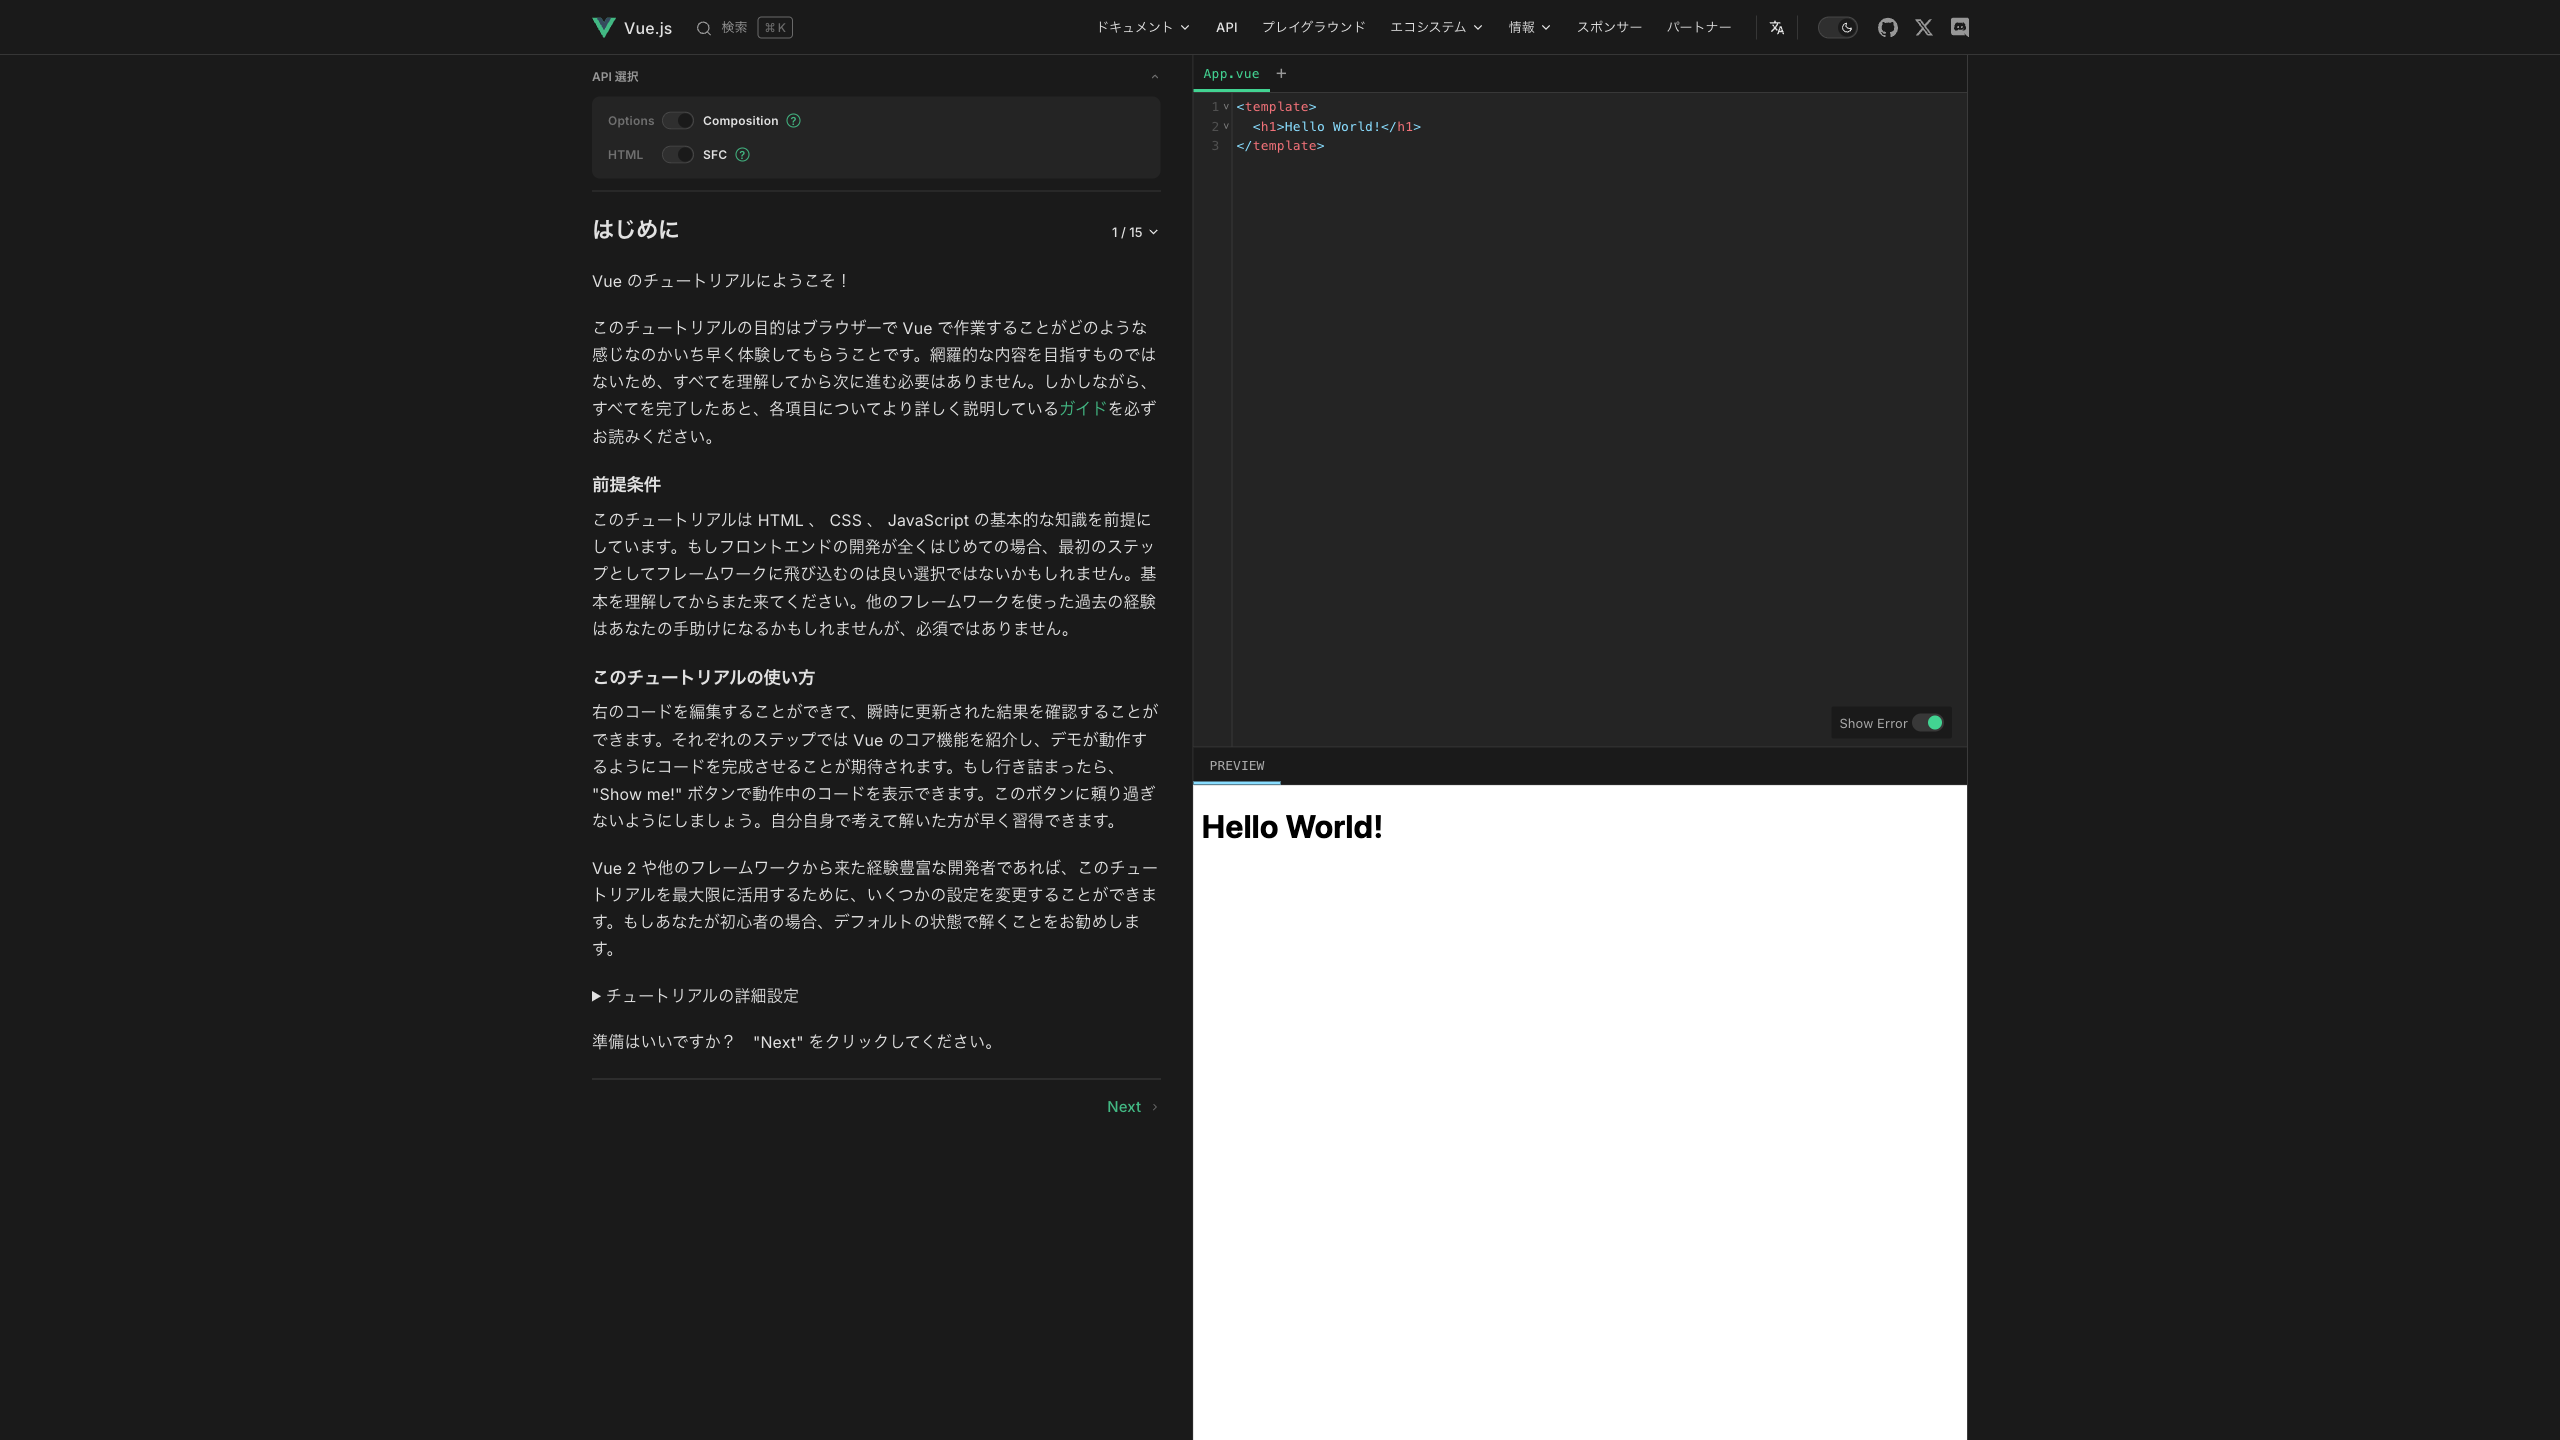 Vue.js 検索 ⌘K ドキュメント API プレイグラウンド エコシステム 情報 スポンサー パートナー
API 選択
Options Composition ?
HTML SFC ?
はじめに 1 / 15
Vue のチュートリアルにようこそ！
このチュートリアルの目的はブラウザーで Vue で作業することがどのような
感じなのかいち早く体験してもらうことです。網羅的な内容を目指すものでは
ないため、すべてを理解してから次に進む必要はありません。しかしながら、
すべてを完了したあと、各項目についてより詳しく説明しているガイドを必ず
お読みください。
前提条件
このチュートリアルは HTML 、 CSS 、 JavaScript の基本的な知識を前提に
しています。もしフロントエンドの開発が全くはじめての場合、最初のステッ
プとしてフレームワークに飛び込むのは良い選択ではないかもしれません。基
本を理解してからまた来てください。他のフレームワークを使った過去の経験
はあなたの手助けになるかもしれませんが、必須ではありません。
このチュートリアルの使い方
右のコードを編集することができて、瞬時に更新された結果を確認することが
できます。それぞれのステップでは Vue のコア機能を紹介し、デモが動作す
るようにコードを完成させることが期待されます。もし行き詰まったら、
"Show me!" ボタンで動作中のコードを表示できます。このボタンに頼り過ぎ
ないようにしましょう。自分自身で考えて解いた方が早く習得できます。
Vue 2 や他のフレームワークから来た経験豊富な開発者であれば、このチュー
トリアルを最大限に活用するために、いくつかの設定を変更することができま
す。もしあなたが初心者の場合、デフォルトの状態で解くことをお勧めしま
す。
▶ チュートリアルの詳細設定
準備はいいですか？　"Next" をクリックしてください。
Next
App.vue +
1 <template>
2 <h1>Hello World!</h1>
3 </template>
Show Error
PREVIEW
Hello World!